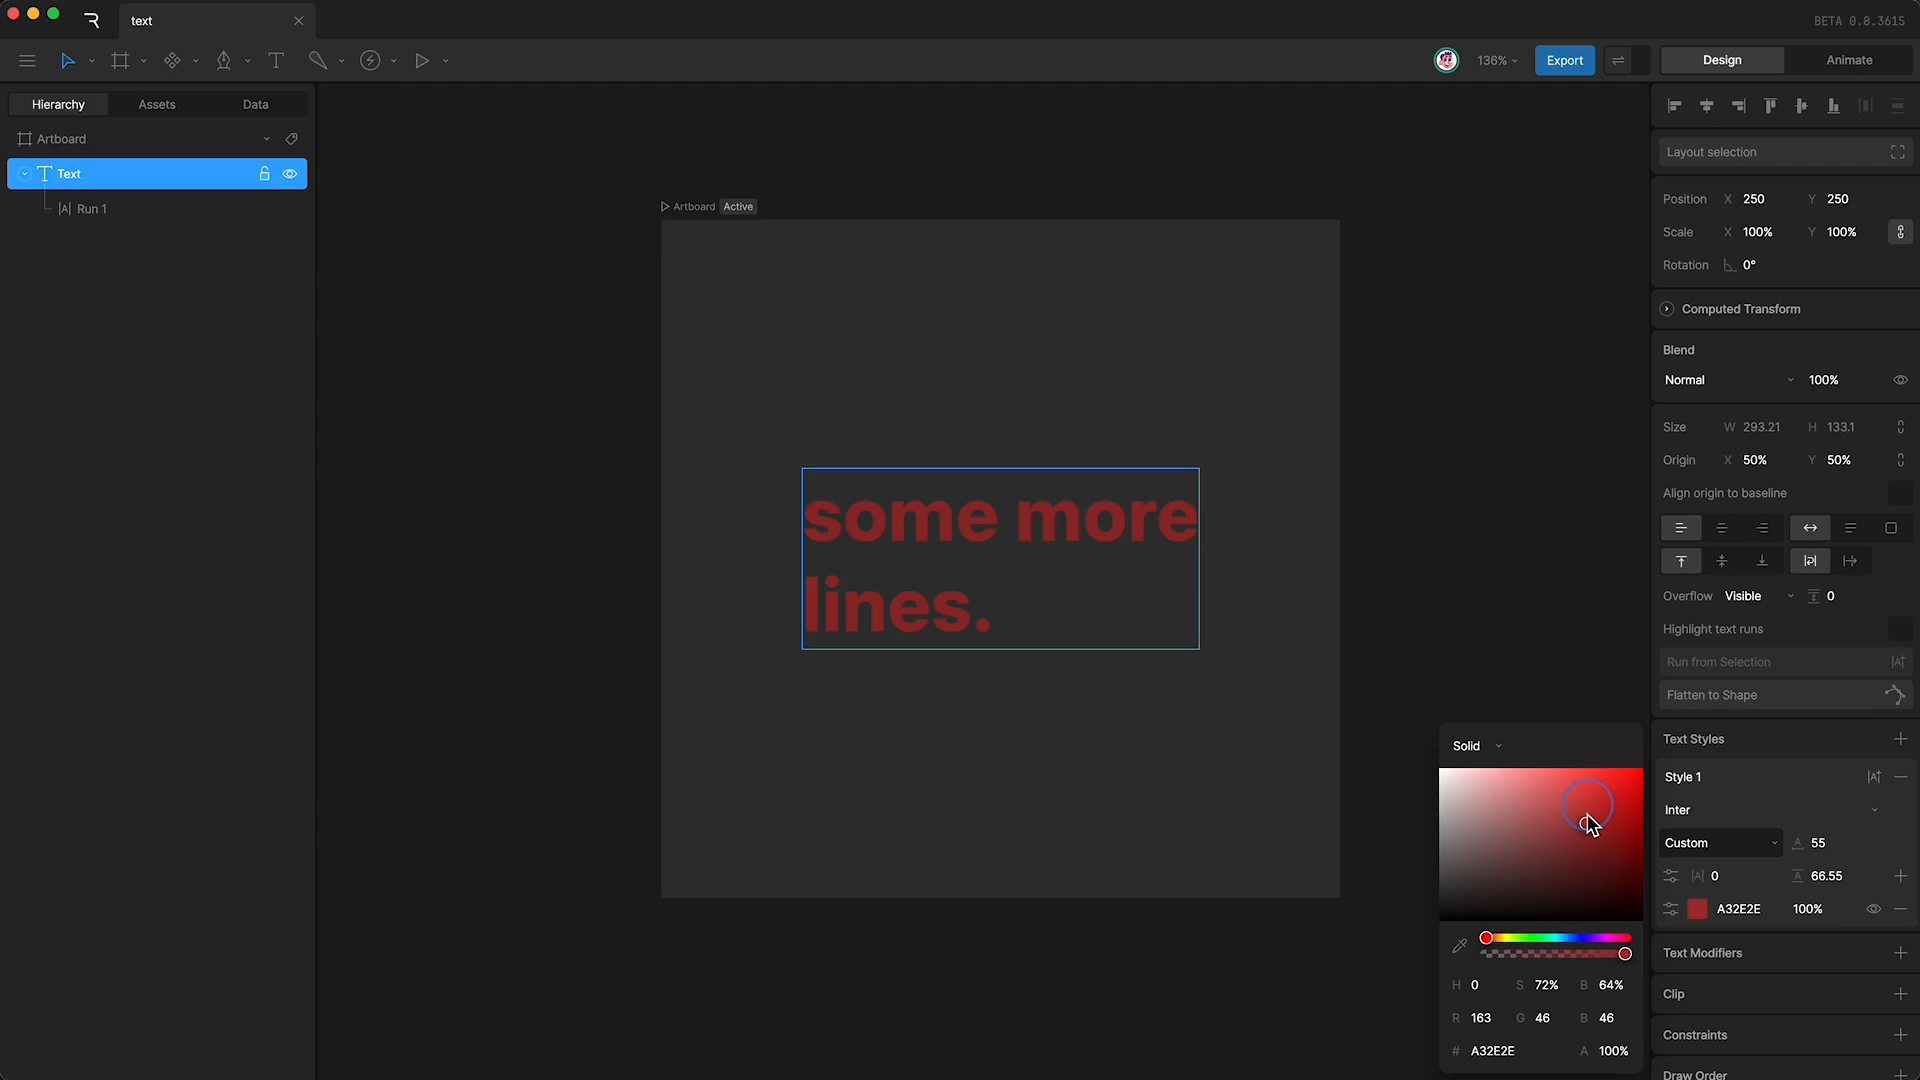 text
BETA 0.8.3615
136%
Export
Design
Animate
Hierarchy
Assets
Data
Artboard
Text
Run 1
Artboard
Active
some more
lines.
Layout selection
Position X 250 Y 250
Scale X 100% Y 100%
Rotation 0°
Computed Transform
Blend
Normal 100%
Size W 293.21 H 133.1
Origin X 50% Y 50%
Align origin to baseline
Overflow Visible 0
Highlight text runs
Run from Selection
Flatten to Shape
Text Styles
Style 1
Inter
Custom 55
0 66.55
A32E2E 100%
Text Modifiers
Clip
Constraints
Draw Order
Solid
H 0 S 72% B 64%
R 163 G 46 B 46
# A32E2E A 100%